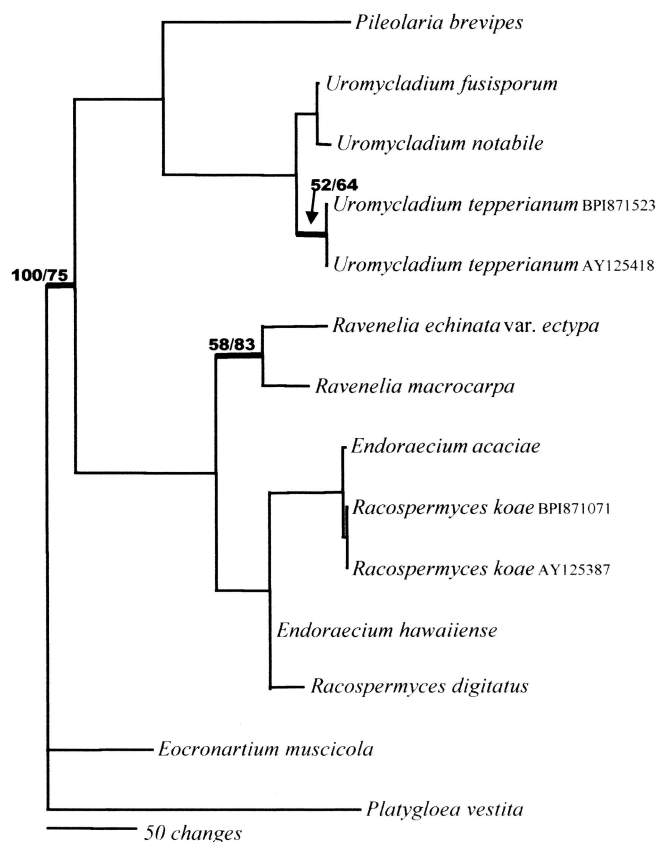 Pileolaria brevipes
Uromycladium fusisporum
Uromycladium notabile
52/64
Uromycladium tepperianum BPI871523
Uromycladium tepperianum AY125418
100/75
Ravenelia echinata var. ectypa
58/83
Ravenelia macrocarpa
Endoraecium acaciae
Racospermyces koae BPI871071
Racospermyces koae AY125387
Endoraecium hawaiiense
Racospermyces digitatus
Eocronartium muscicola
Platygloea vestita
50 changes